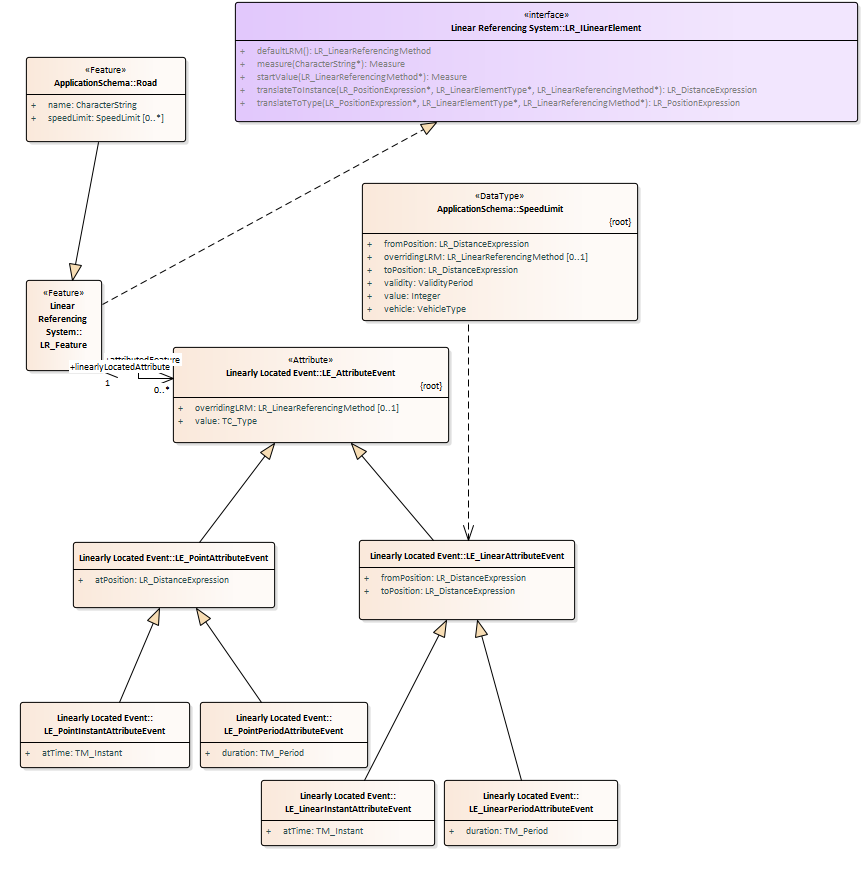 «interface»
Linear Referencing System::LR_ILinearElement
+ defaultLRM(): LR_LinearReferencingMethod
+ measure(CharacterString*): Measure
+ startValue(LR_LinearReferencingMethod*): Measure
+ translateToInstance(LR_PositionExpression*, LR_LinearElementType*, LR_LinearReferencingMethod*): LR_DistanceExpression
+ translateToType(LR_PositionExpression*, LR_LinearElementType*, LR_LinearReferencingMethod*): LR_PositionExpression
«Feature»
ApplicationSchema::Road
+ name: CharacterString
+ speedLimit: SpeedLimit [0..*]
«DataType»
ApplicationSchema::SpeedLimit
{root}
+ fromPosition: LR_DistanceExpression
+ overridingLRM: LR_LinearReferencingMethod [0..1]
+ toPosition: LR_DistanceExpression
+ validity: ValidityPeriod
+ value: Integer
+ vehicle: VehicleType
«Feature»
Linear
Referencing
System::
LR_Feature
+linearlyLocatedAttribute
1
0..*
«Attribute»
Linearly Located Event::LE_AttributeEvent
{root}
+ overridingLRM: LR_LinearReferencingMethod [0..1]
+ value: TC_Type
Linearly Located Event::LE_PointAttributeEvent
+ atPosition: LR_DistanceExpression
Linearly Located Event::LE_LinearAttributeEvent
+ fromPosition: LR_DistanceExpression
+ toPosition: LR_DistanceExpression
Linearly Located Event::
LE_PointInstantAttributeEvent
+ atTime: TM_Instant
Linearly Located Event::
LE_PointPeriodAttributeEvent
+ duration: TM_Period
Linearly Located Event::
LE_LinearInstantAttributeEvent
+ atTime: TM_Instant
Linearly Located Event::
LE_LinearPeriodAttributeEvent
+ duration: TM_Period